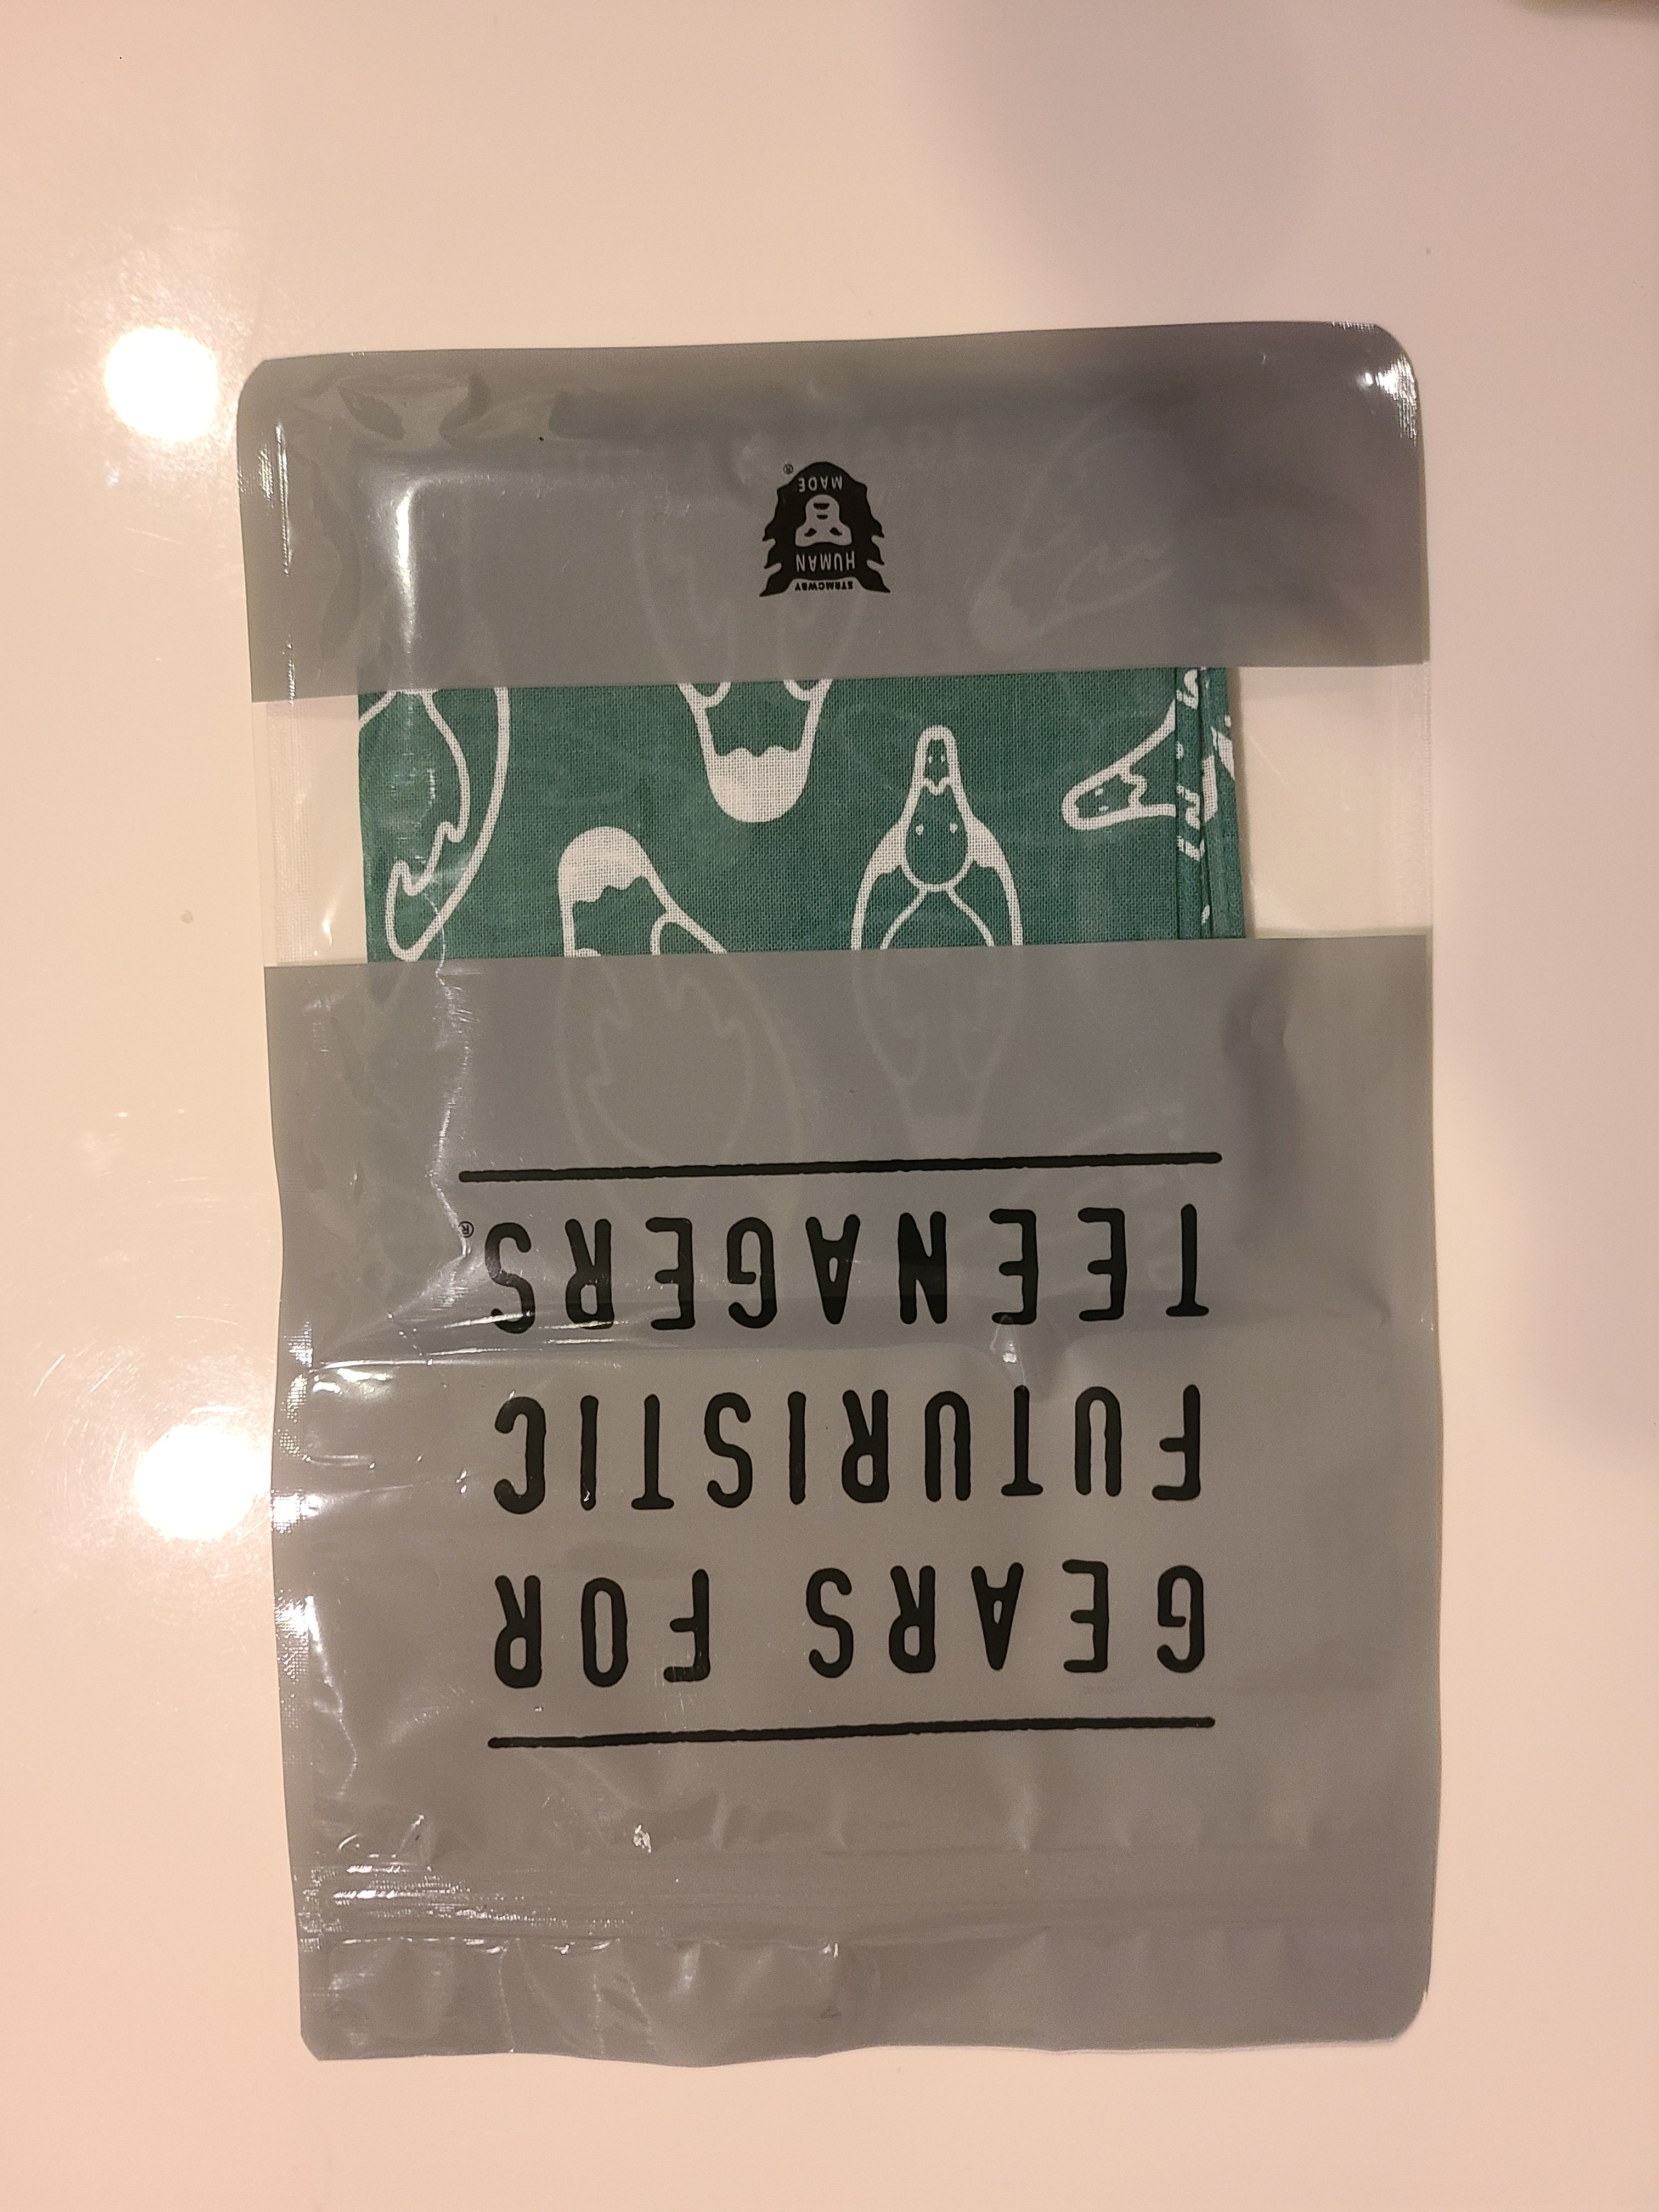 GEARS FOR
FUTURISTIC
TEENAGERS®
STRMCWBY
HUMAN
MADE
®